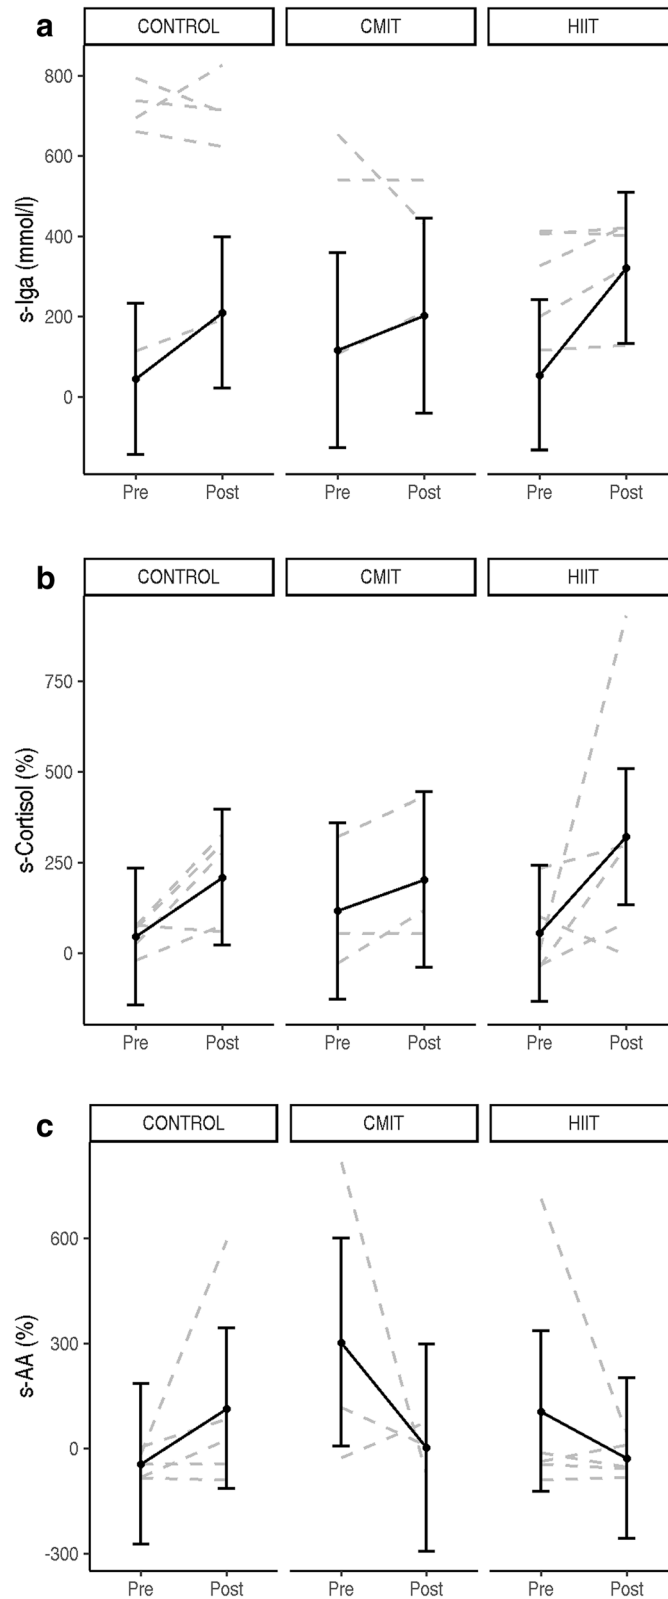 a
CONTROL CMIT HIIT
s-Iga (mmol/l)
800
600
400
200
0
Pre Post Pre Post Pre Post
b
CONTROL CMIT HIIT
s-Cortisol (%)
750
500
250
0
Pre Post Pre Post Pre Post
c
CONTROL CMIT HIIT
s-AA (%)
600
300
0
-300
Pre Post Pre Post Pre Post